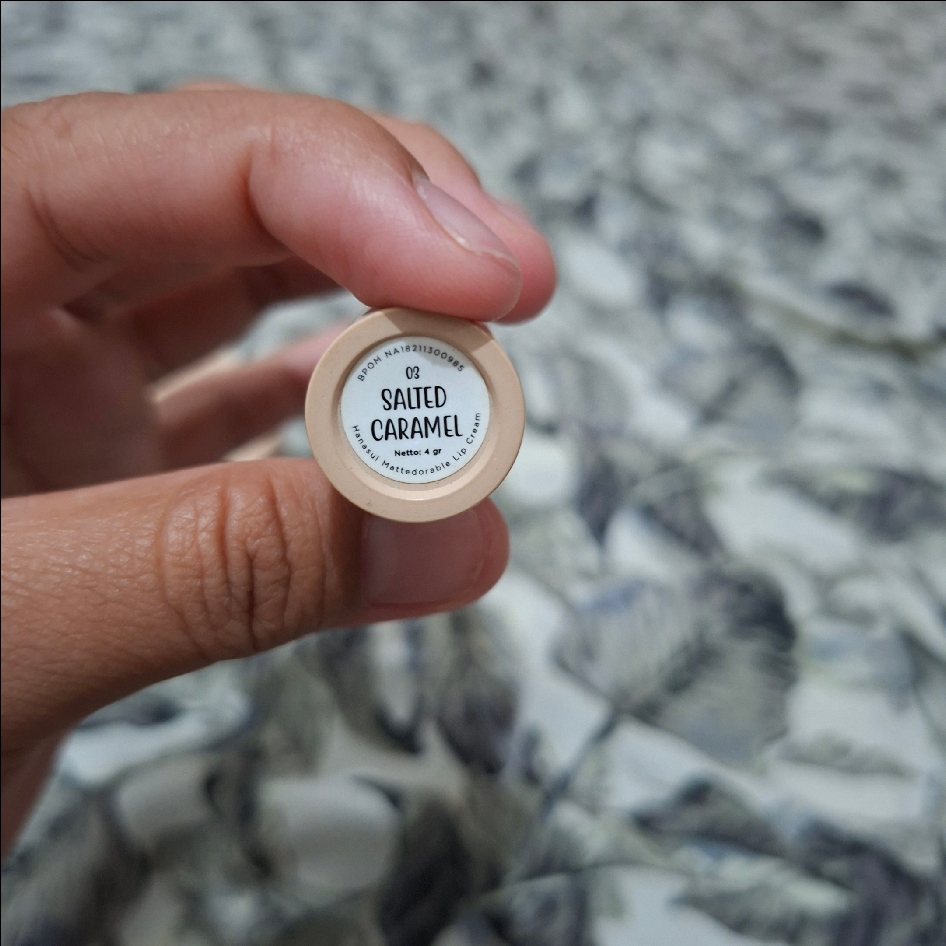 BPOM NA18211300985
03
SALTED
CARAMEL
Netto: 4 gr
Hanasui Mattedorable Lip Cream